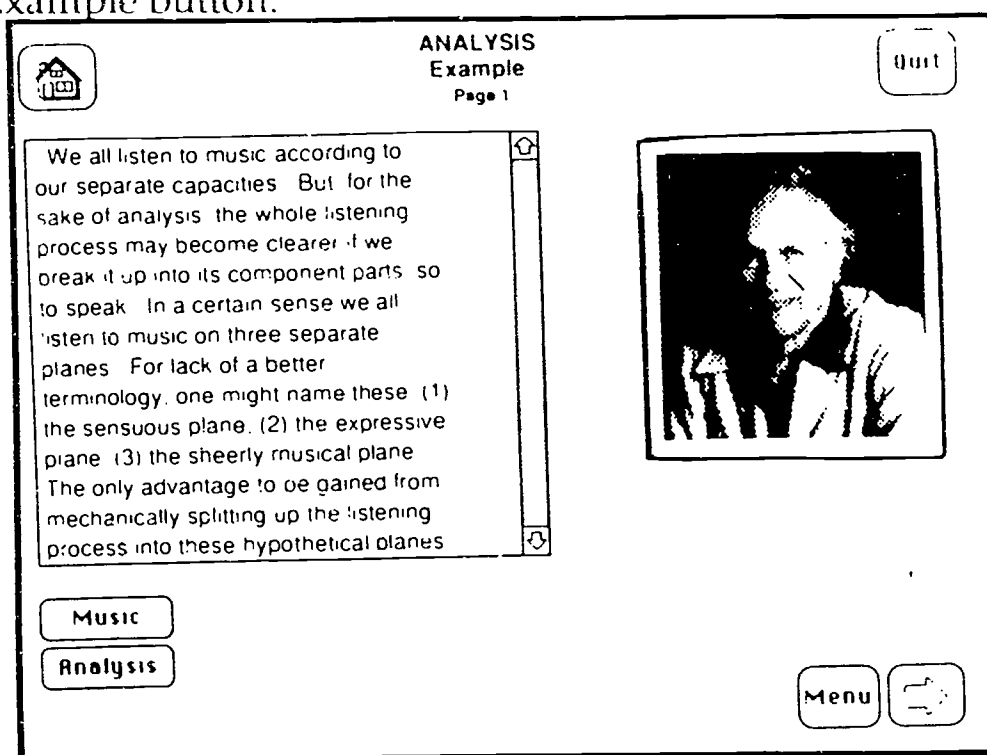 Example button.
ANALYSIS
Example
Page 1
Quit
We all listen to music according to
our separate capacities But for the
sake of analysis the whole listening
process may become clearer if we
break it up into its component parts so
to speak In a certain sense we all
listen to music on three separate
planes For lack of a better
terminology, one might name these (1)
the sensuous plane, (2) the expressive
plane (3) the sheerly musical plane
The only advantage to be gained from
mechanically splitting up the listening
process into these hypothetical planes
Music
Analysis
Menu